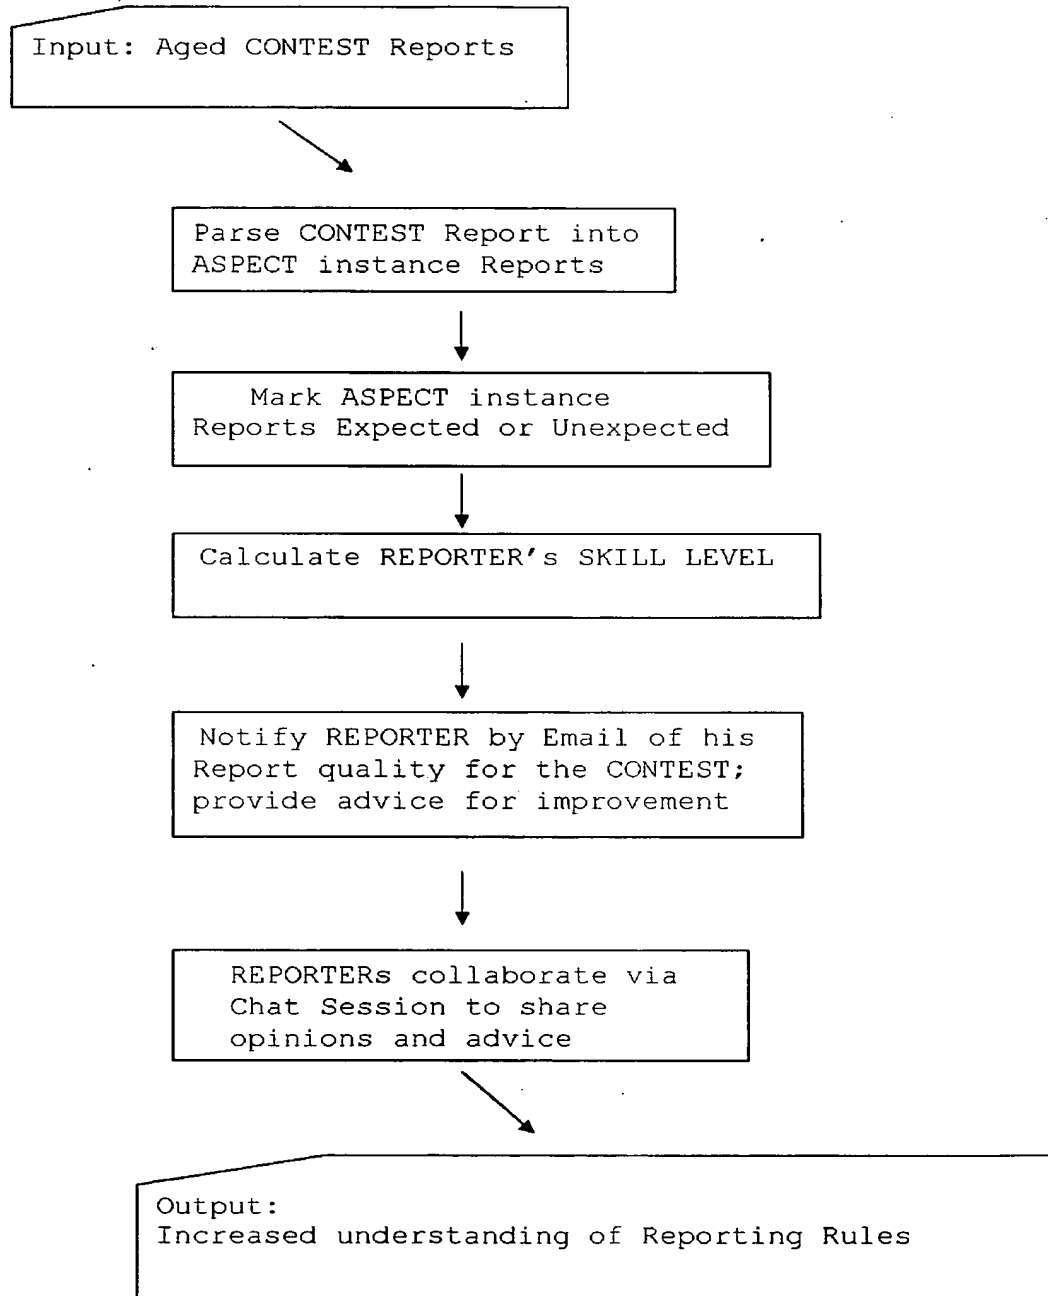 Input: Aged CONTEST Reports
Parse CONTEST Report into
ASPECT instance Reports
Mark ASPECT instance
Reports Expected or Unexpected
Calculate REPORTER's SKILL LEVEL
Notify REPORTER by Email of his
Report quality for the CONTEST;
provide advice for improvement
REPORTERs collaborate via
Chat Session to share
opinions and advice
Output:
Increased understanding of Reporting Rules